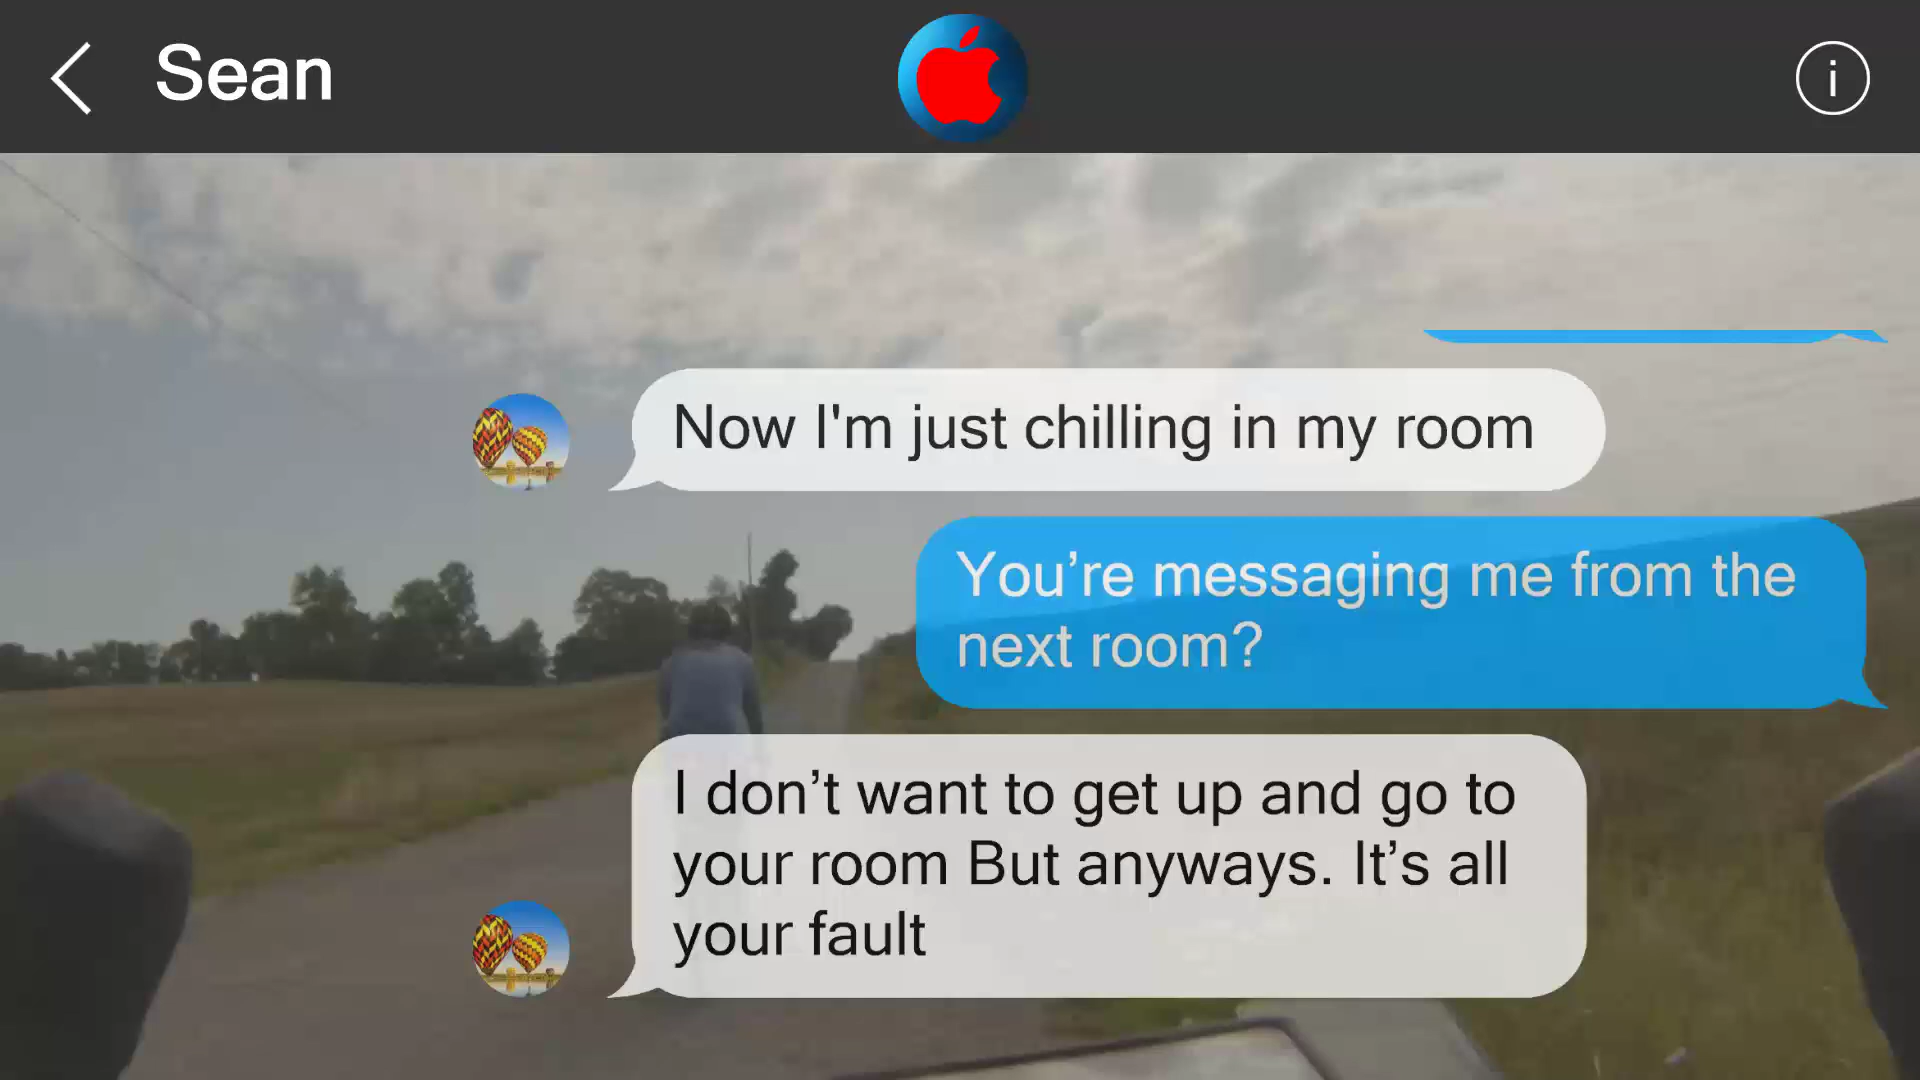 Sean
Now I'm just chilling in my room
You’re messaging me from the
next room?
I don’t want to get up and go to
your room But anyways. It’s all
your fault